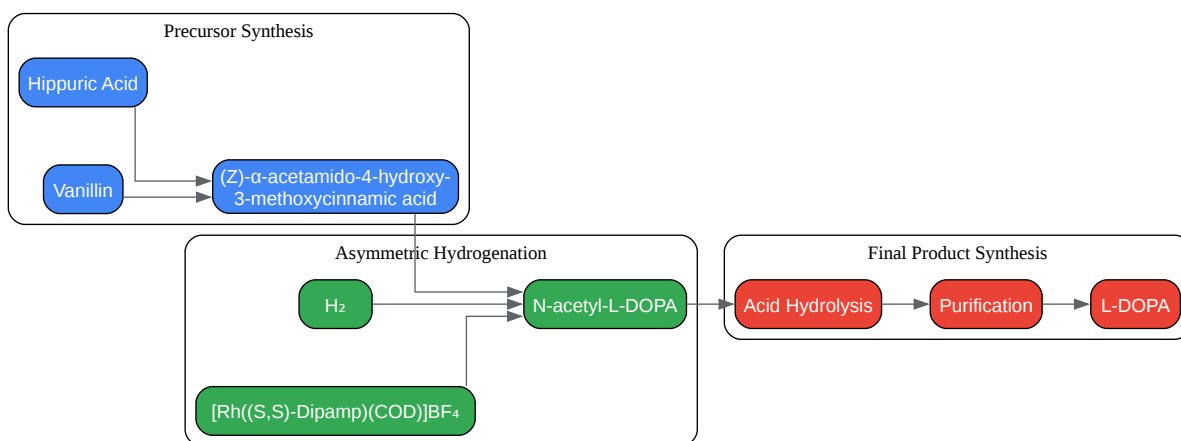 Precursor Synthesis
Hippuric Acid
Vanillin
(Z)-α-acetamido-4-hydroxy-
3-methoxycinnamic acid
Asymmetric Hydrogenation
H₂
N-acetyl-L-DOPA
[Rh((S,S)-Dipamp)(COD)]BF₄
Final Product Synthesis
Acid Hydrolysis
Purification
L-DOPA